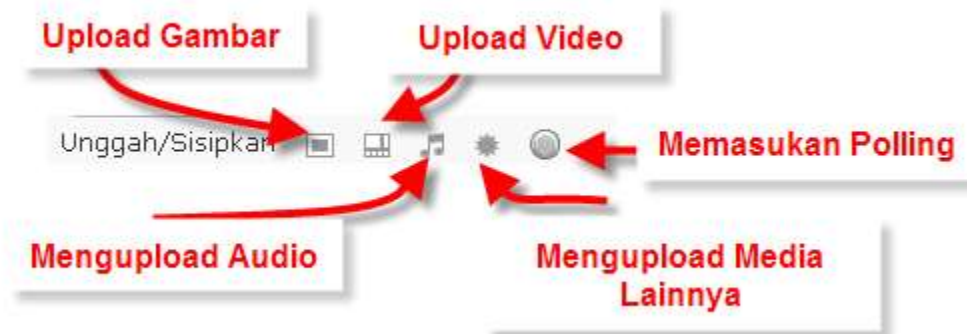 Upload Gambar
Upload Video
Unggah/Sisipkan
Memasukan Polling
Mengupload Audio
Mengupload Media
Lainnya